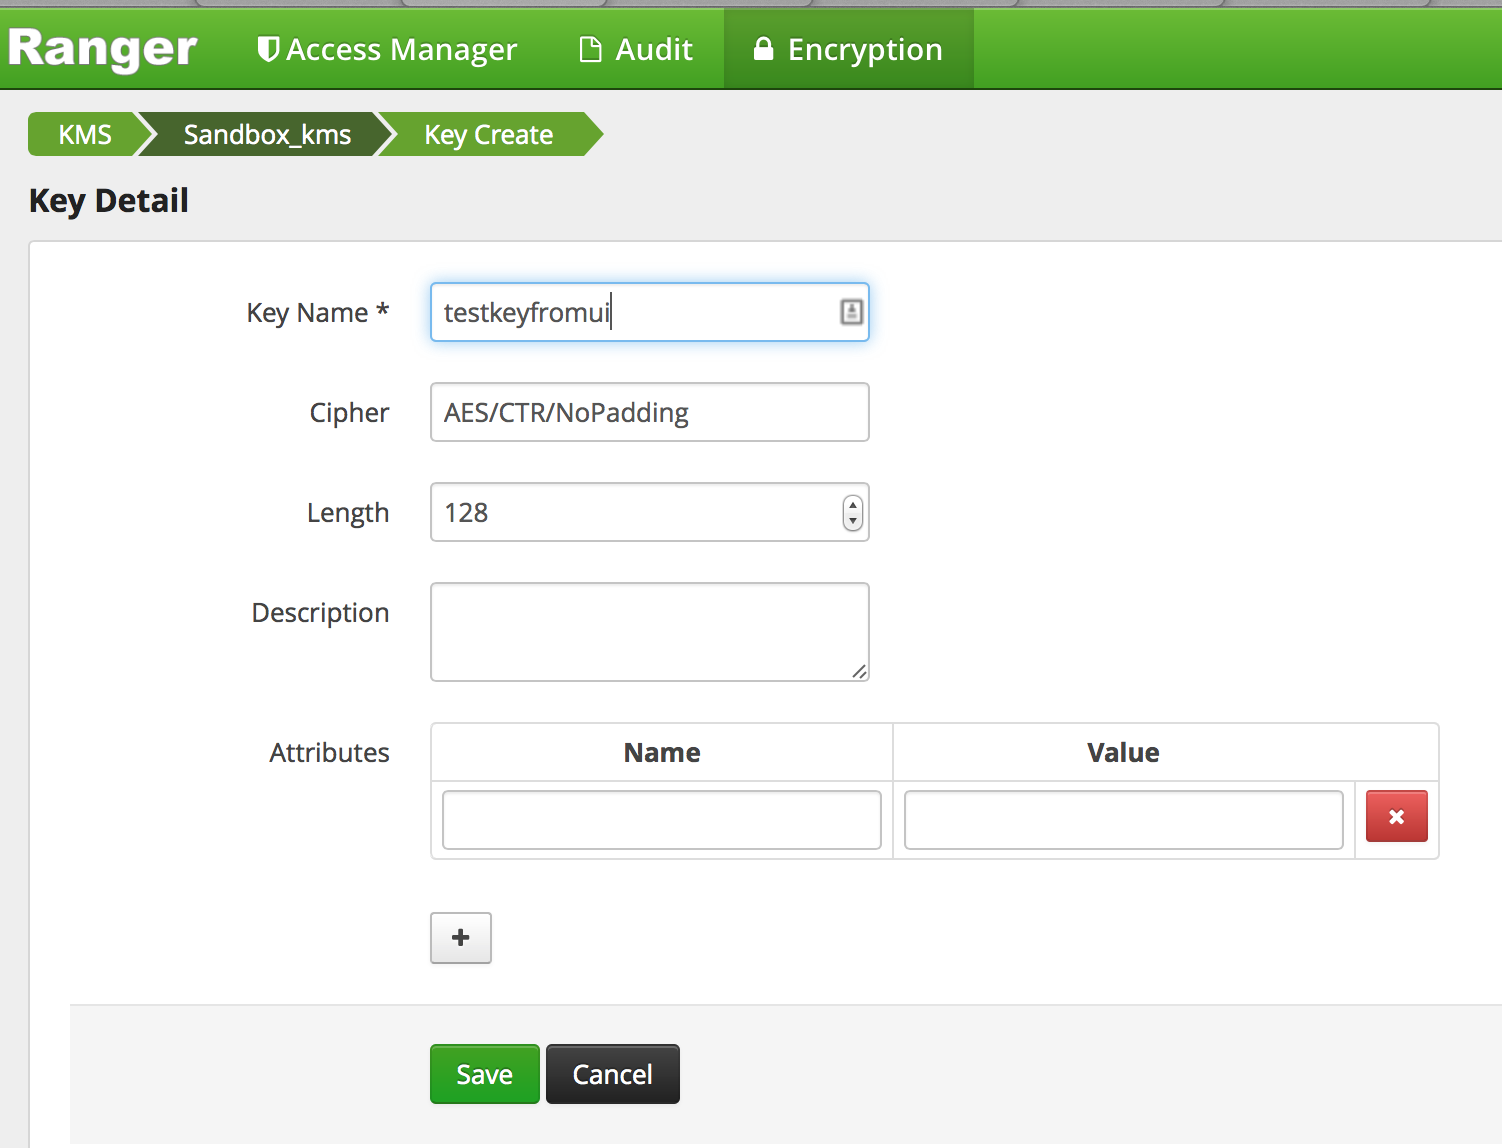 Ranger Access Manager Audit Encryption
KMS Sandbox_kms Key Create
Key Detail
Key Name * testkeyfromui
Cipher AES/CTR/NoPadding
Length 128
Description
Attributes Name Value
Save Cancel